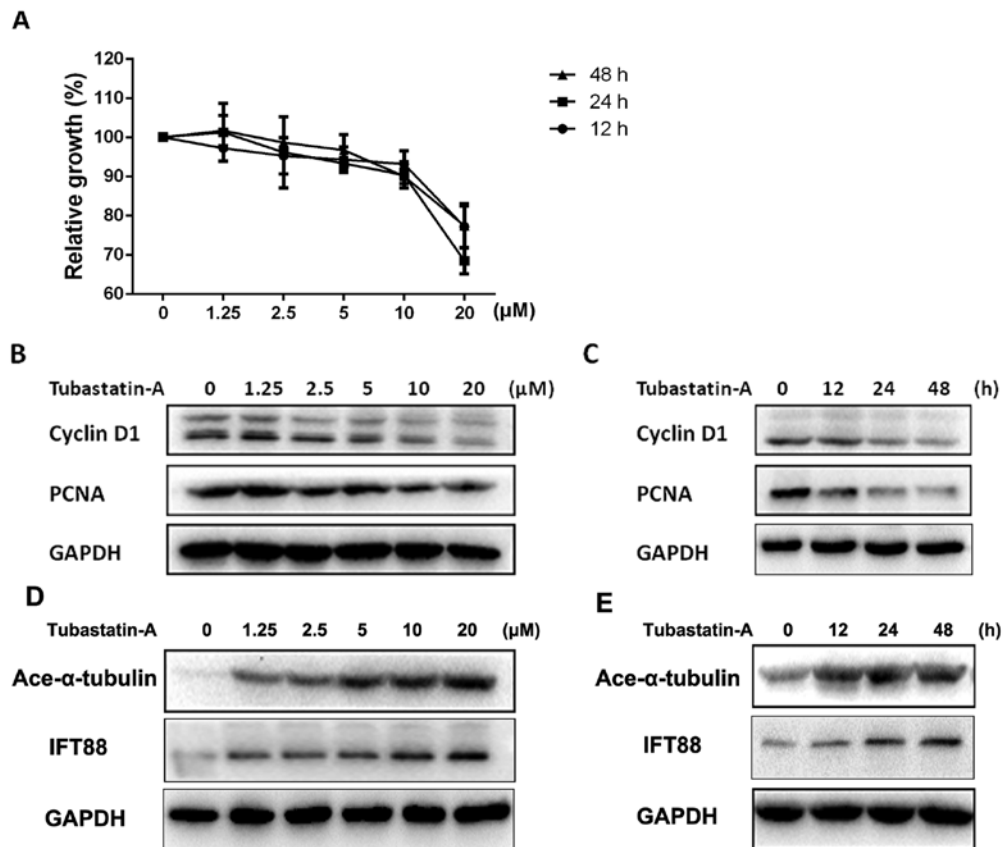 A
Relative growth (%)
120
110
100
90
80
70
60
0 1.25 2.5 5 10 20 (μM)
48 h
24 h
12 h
B
Tubastatin-A 0 1.25 2.5 5 10 20 (μM)
Cyclin D1
PCNA
GAPDH
C
Tubastatin-A 0 12 24 48 (h)
Cyclin D1
PCNA
GAPDH
D
Tubastatin-A 0 1.25 2.5 5 10 20 (μM)
Ace-α-tubulin
IFT88
GAPDH
E
Tubastatin-A 0 12 24 48 (h)
Ace-α-tubulin
IFT88
GAPDH